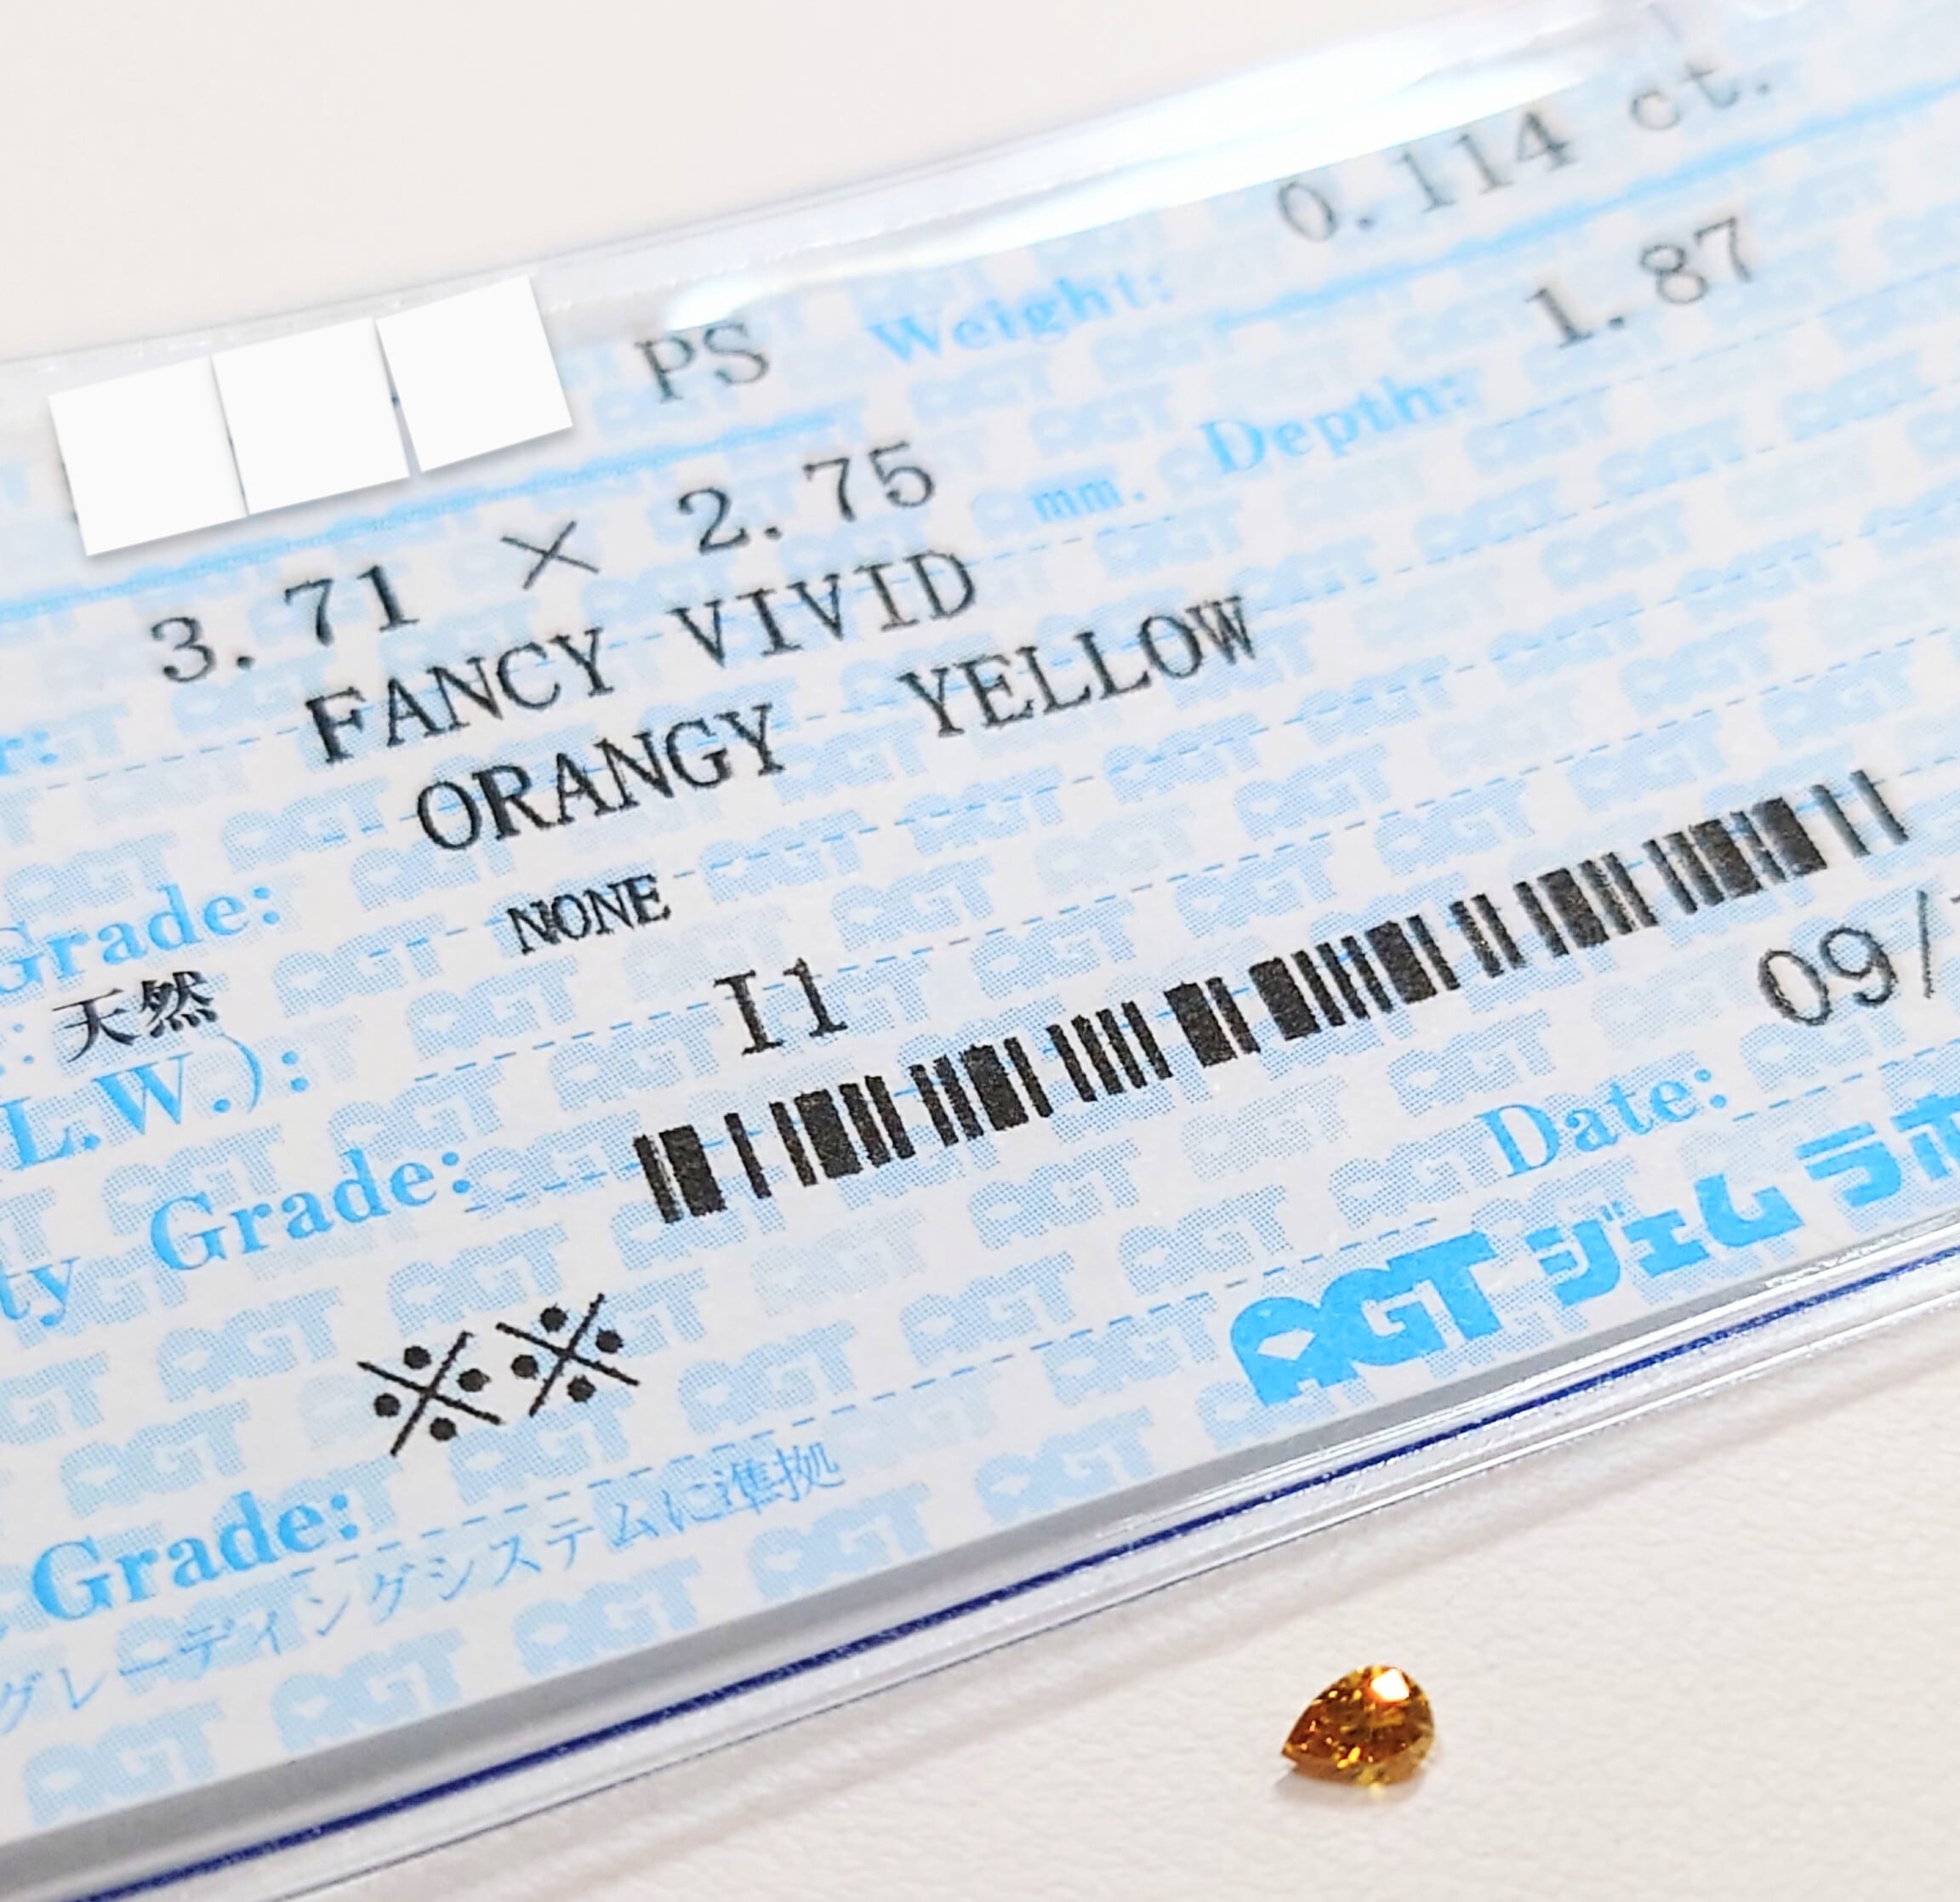 PS Weight: 0.114 ct.
3.71 × 2.75 mm. Depth: 1.87
FANCY VIVID
ORANGY YELLOW
Grade: NONE
天然
L.W.): I1
Grade:
Date: 09/
※※
AGT ジェム ラボ
Grade:
グレーディングシステムに準拠